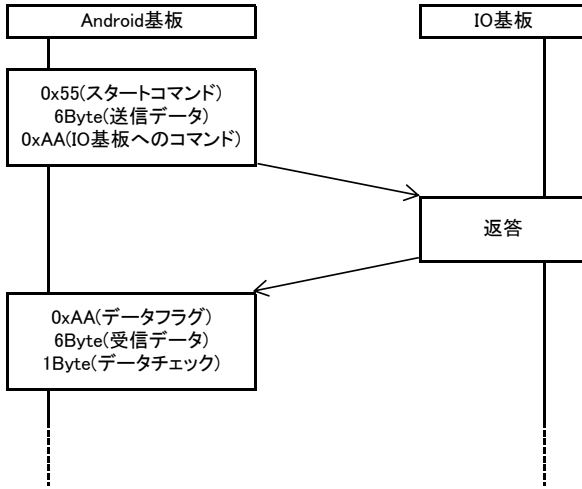 Android基板
IO基板
0x55(スタートコマンド)
6Byte(送信データ)
0xAA(IO基板へのコマンド)
返答
0xAA(データフラグ)
6Byte(受信データ)
1Byte(データチェック)